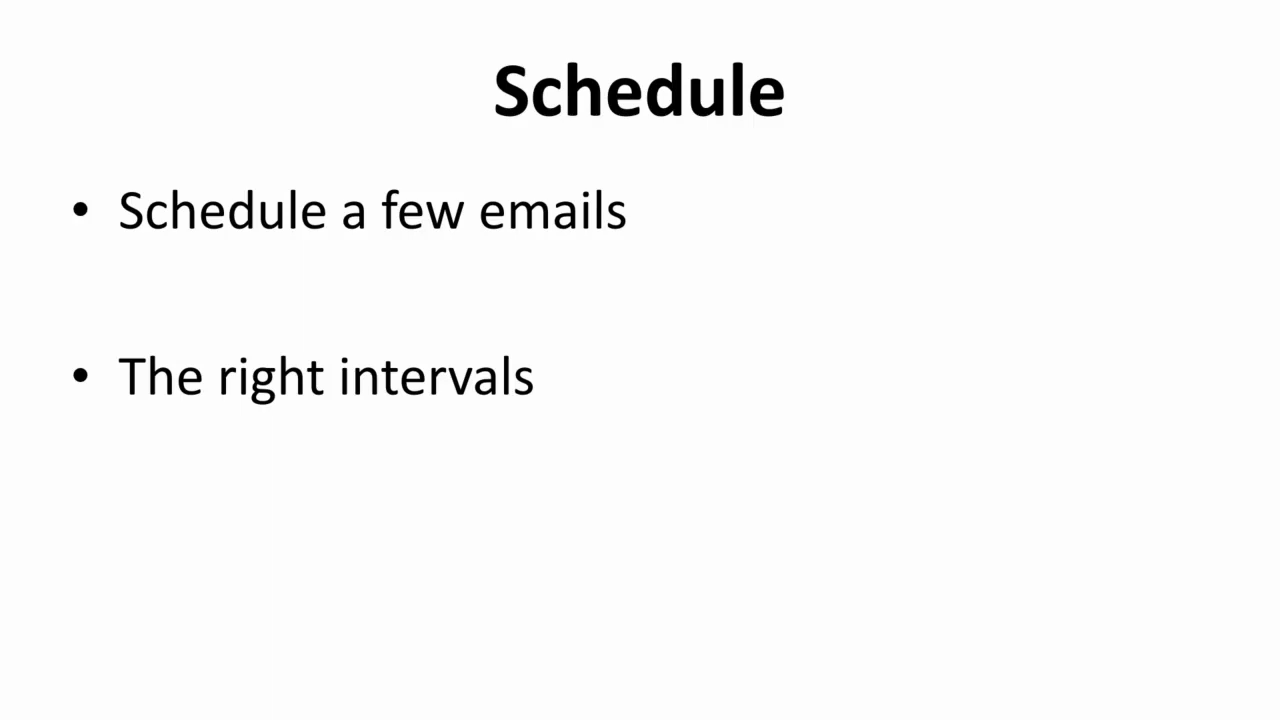 Schedule
• Schedule a few emails
• The right intervals